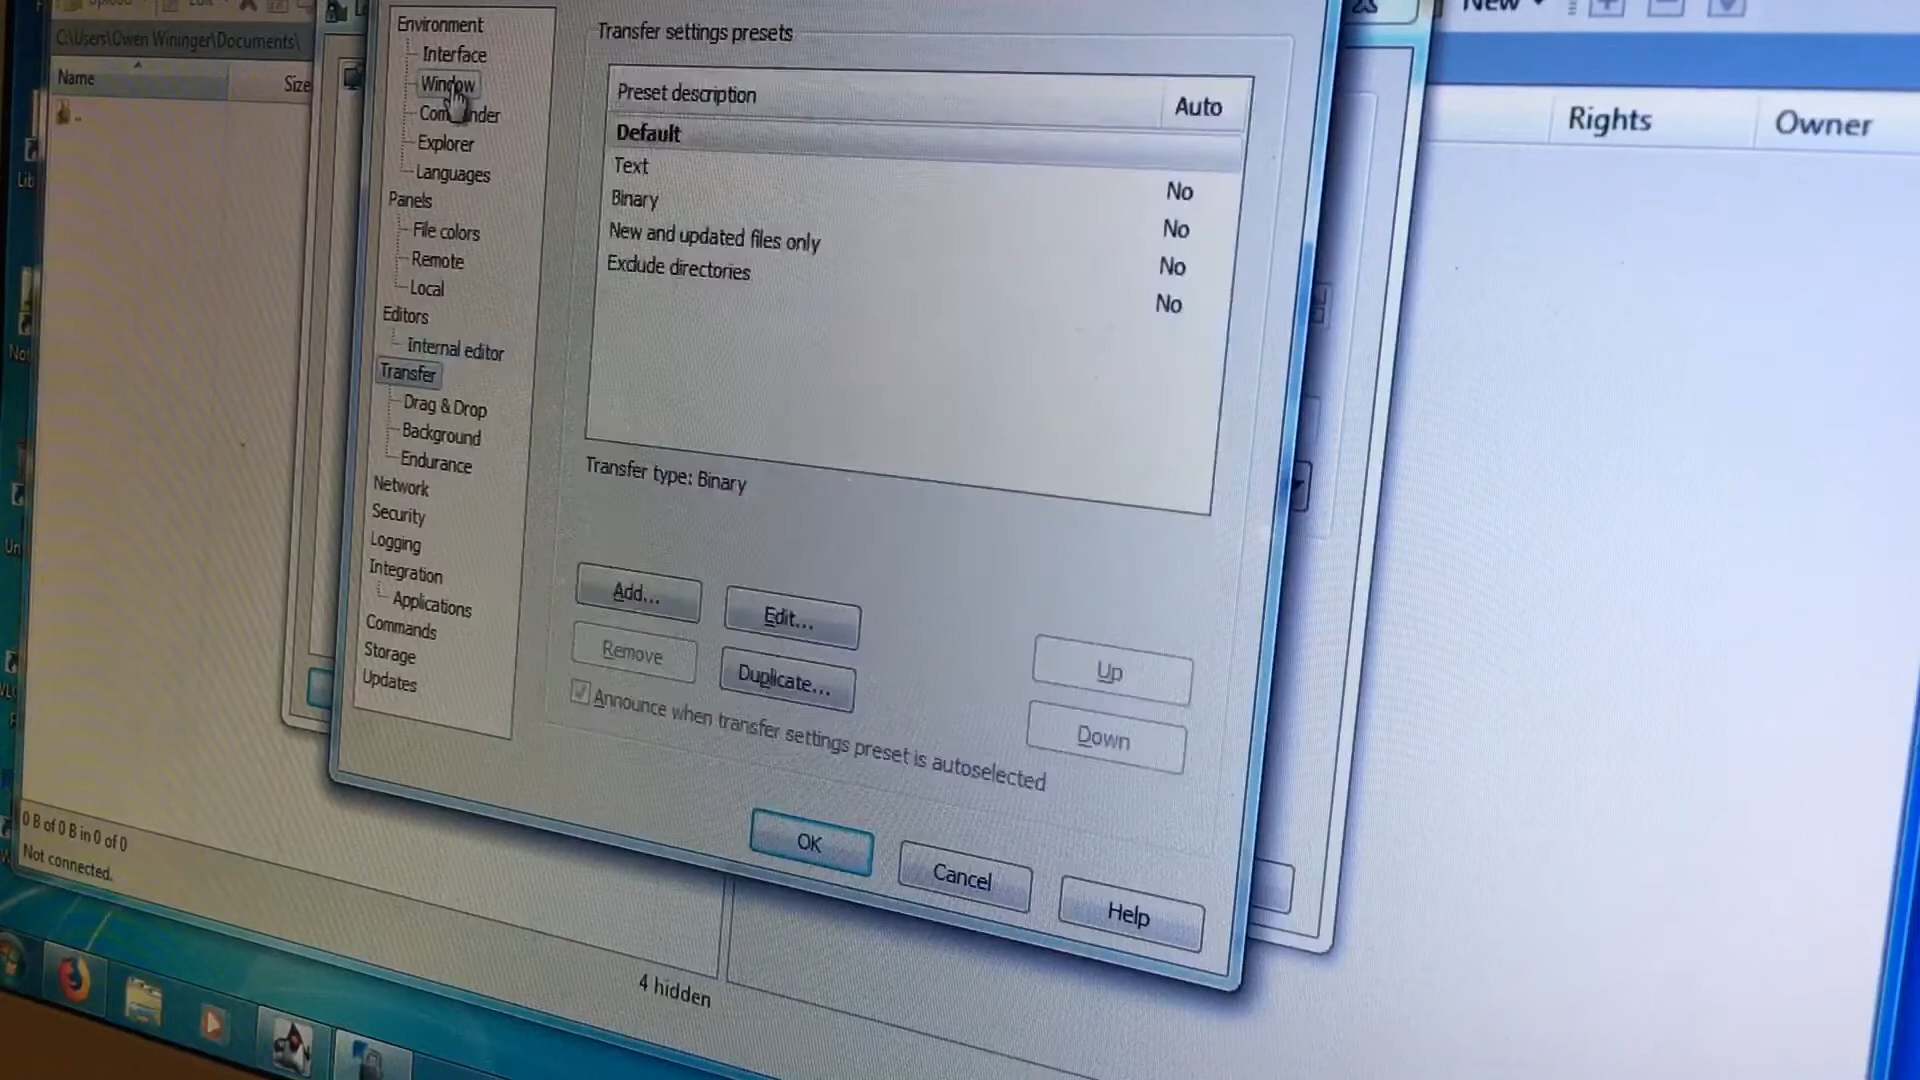 C:\Users\Owen Wininger\Documents\
Name
Size
..
Environment
Interface
Window
Explorer
Languages
Panels
File colors
Remote
Local
Editors
Internal editor
Transfer
Drag & Drop
Background
Endurance
Network
Security
Logging
Integration
Applications
Commands
Storage
Updates
Transfer settings presets
Preset description
Auto
Default
Text
No
Binary
No
New and updated files only
No
Exclude directories
No
Transfer type: Binary
Add...
Edit...
Remove
Duplicate...
Up
Down
Announce when transfer settings preset is autoselected
OK
Cancel
Help
New
Rights
Owner
0 B of 0 B in 0 of 0
Not connected.
4 hidden
Lib